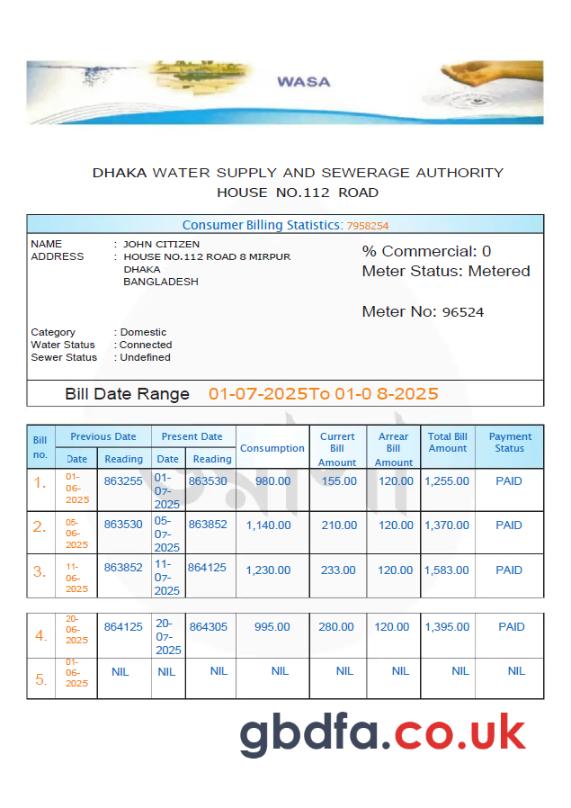 WASA
DHAKA WATER SUPPLY AND SEWERAGE AUTHORITY
HOUSE NO.112 ROAD
Consumer Billing Statistics: 7958254
NAME : JOHN CITIZEN
ADDRESS : HOUSE NO.112 ROAD 8 MIRPUR
DHAKA
BANGLADESH
% Commercial: 0
Meter Status: Metered
Meter No: 96524
Category : Domestic
Water Status : Connected
Sewer Status : Undefined
Bill Date Range 01-07-2025To 01-0 8-2025
Bill no. Previous Date Present Date Consumption Currert Bill Amount Arrear Bill Amount Total Bill Amount Payment Status
Date Reading Date Reading
1. 01-06-2025 863255 01-07-2025 863530 980.00 155.00 120.00 1,255.00 PAID
2. 05-06-2025 863530 05-07-2025 863852 1,140.00 210.00 120.00 1,370.00 PAID
3. 11-06-2025 863852 11-07-2025 864125 1,230.00 233.00 120.00 1,583.00 PAID
4. 20-06-2025 864125 20-07-2025 864305 995.00 280.00 120.00 1,395.00 PAID
5. 01-06-2025 NIL NIL NIL NIL NIL NIL NIL NIL
gbdfa.co.uk